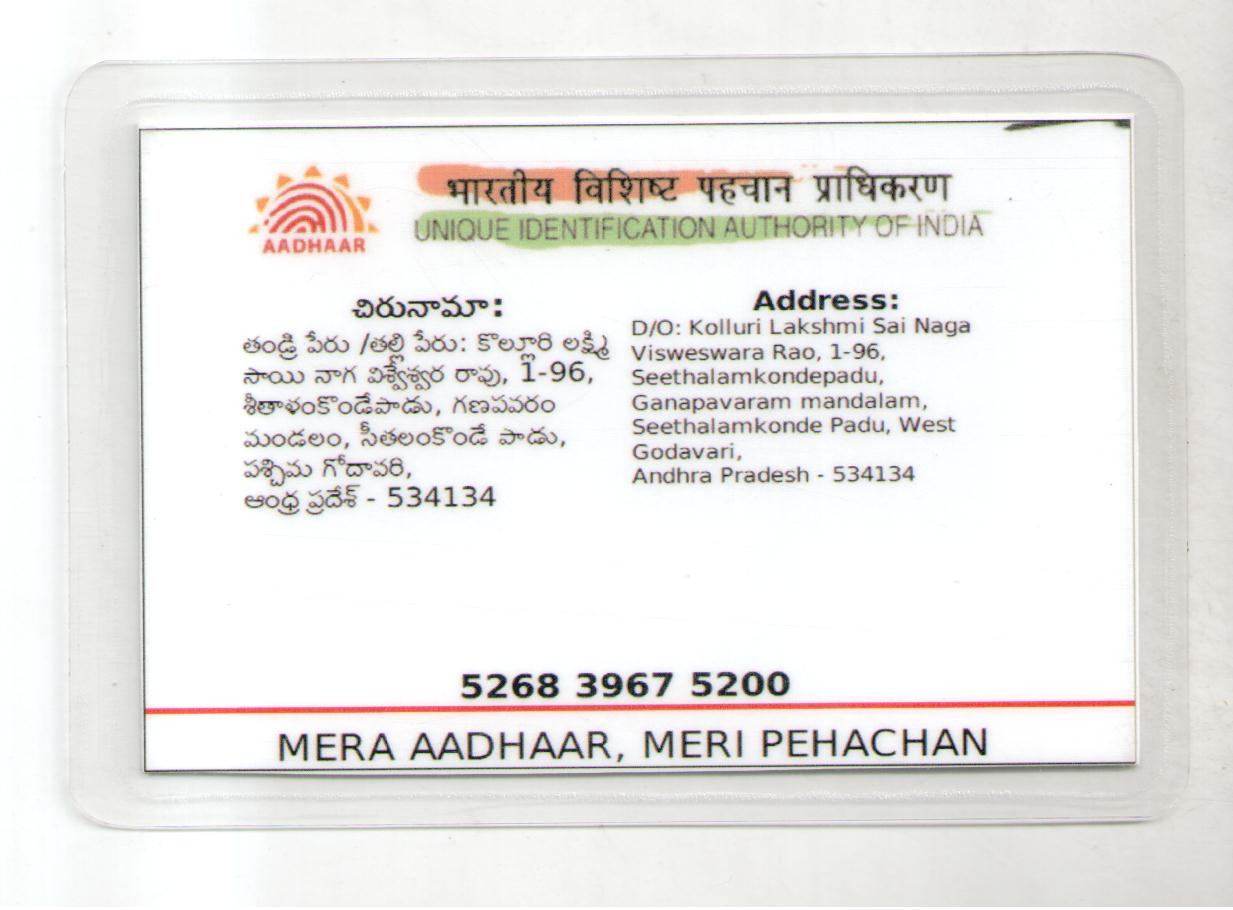 भारतीय विशिष्ट पहचान प्राधिकरण
UNIQUE IDENTIFICATION AUTHORITY OF INDIA
AADHAAR
చిరునామా:
తండ్రి పేరు /తల్లి పేరు: కొల్లూరి లక్ష్మి
సాయి నాగ విశ్వేశ్వర రావు, 1-96,
శీతాళంకొండేపాడు, గణపవరం
మండలం, సీతలంకొండే పాడు,
పశ్చిమ గోదావరి,
ఆంధ్ర ప్రదేశ్ - 534134
Address:
D/O: Kolluri Lakshmi Sai Naga
Visweswara Rao, 1-96,
Seethalamkondepadu,
Ganapavaram mandalam,
Seethalamkonde Padu, West
Godavari,
Andhra Pradesh - 534134
5268 3967 5200
MERA AADHAAR, MERI PEHACHAN